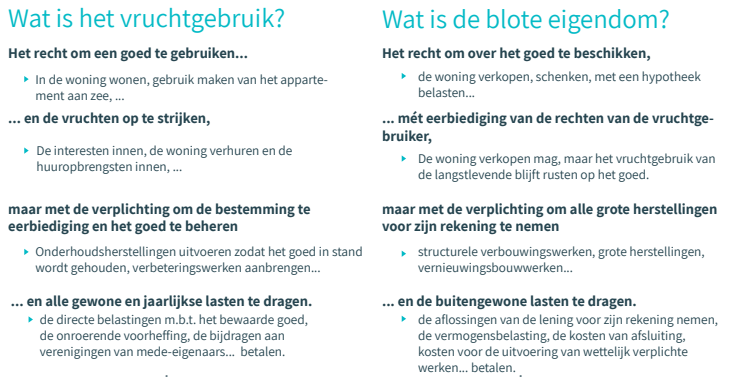 Wat is het vruchtgebruik?
Het recht om een goed te gebruiken...
In de woning wonen, gebruik maken van het apparte-
ment aan zee, ...
... en de vruchten op te strijken,
De interesten innen, de woning verhuren en de
huuropbrengsten innen, ...
maar met de verplichting om de bestemming te
eerbiediging en het goed te beheren
Onderhoudsherstellingen uitvoeren zodat het goed in stand
wordt gehouden, verbeteringswerken aanbrengen...
... en alle gewone en jaarlijkse lasten te dragen.
de directe belastingen m.b.t. het bewaarde goed,
de onroerende voorheffing, de bijdragen aan
verenigingen van mede-eigenaars... betalen.
Wat is de blote eigendom?
Het recht om over het goed te beschikken,
de woning verkopen, schenken, met een hypotheek
belasten...
... mét eerbiediging van de rechten van de vruchtge-
bruiker,
De woning verkopen mag, maar het vruchtgebruik van
de langstlevende blijft rusten op het goed.
maar met de verplichting om alle grote herstellingen
voor zijn rekening te nemen
structurele verbouwingswerken, grote herstellingen,
vernieuwingsbouwwerken...
... en de buitengewone lasten te dragen.
de aflossingen van de lening voor zijn rekening nemen,
de vermogensbelasting, de kosten van afsluiting,
kosten voor de uitvoering van wettelijk verplichte
werken... betalen.